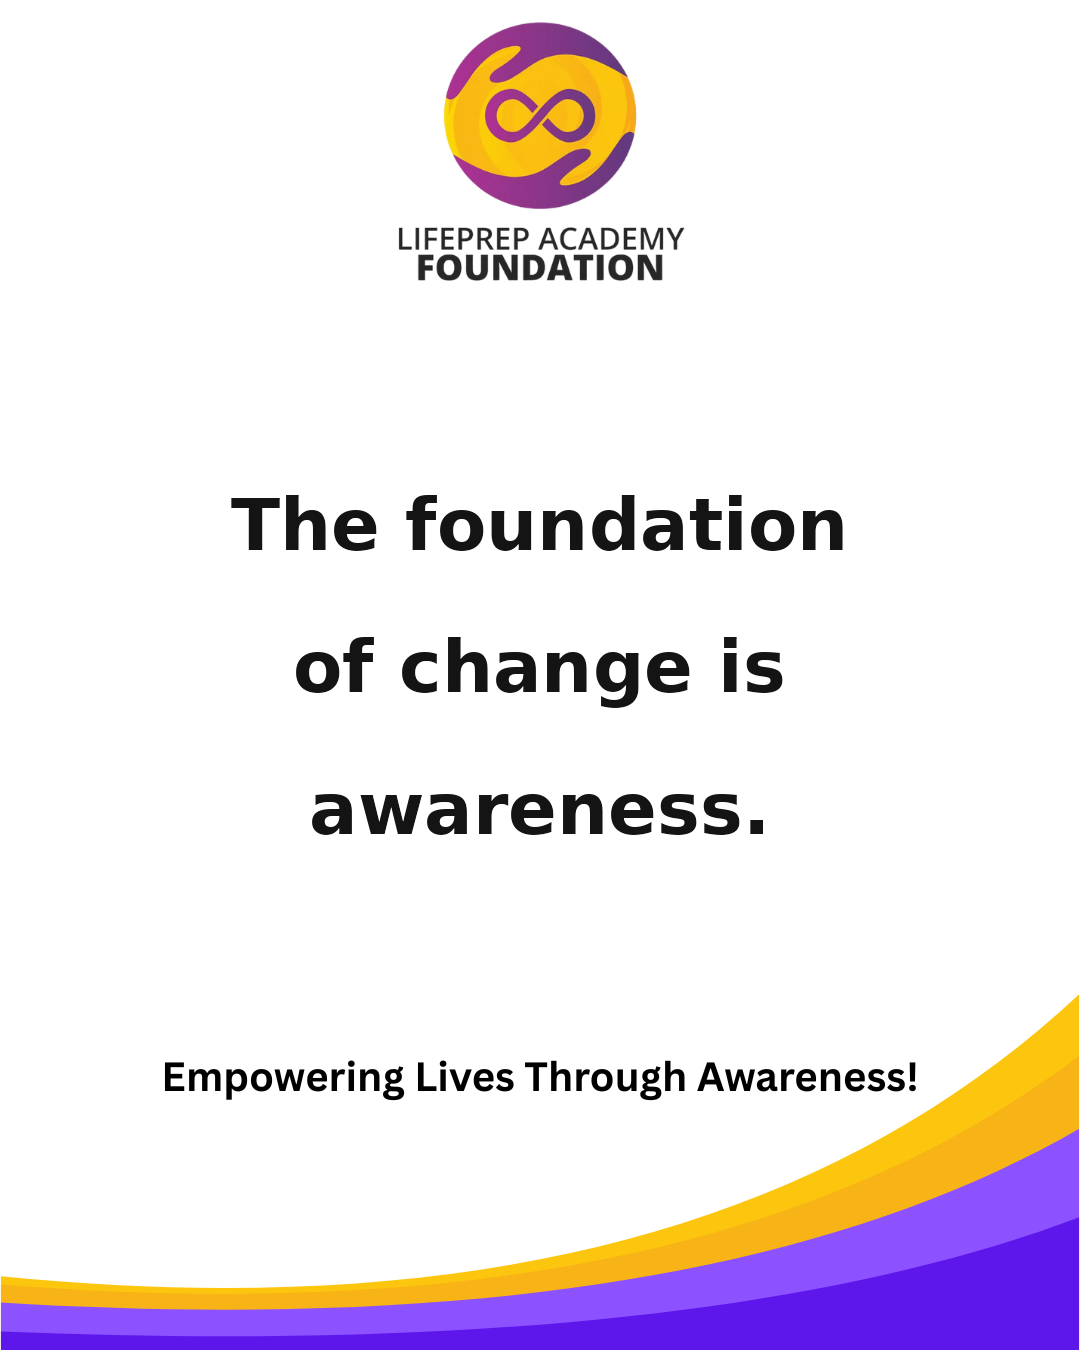 LIFEPREP ACADEMY
FOUNDATION
The foundation
of change is
awareness.
Empowering Lives Through Awareness!